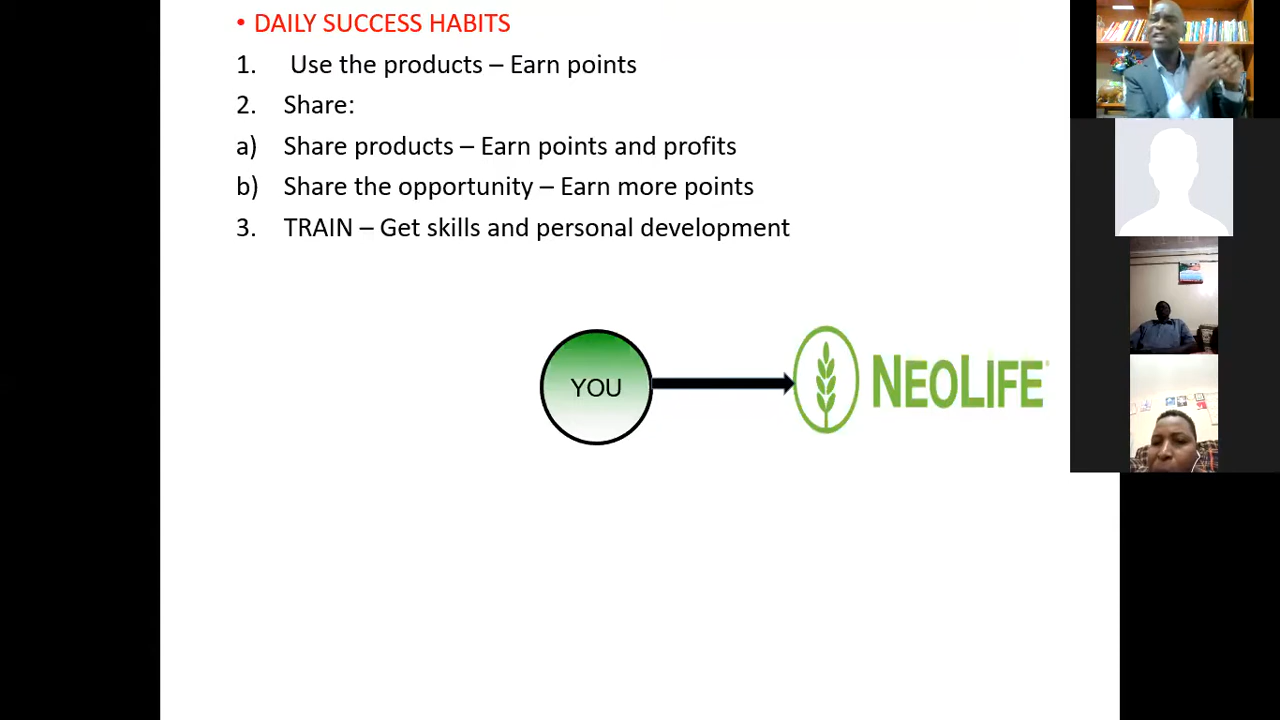 • DAILY SUCCESS HABITS
1. Use the products – Earn points
2. Share:
a) Share products – Earn points and profits
b) Share the opportunity – Earn more points
3. TRAIN – Get skills and personal development
YOU
NEOLIFE